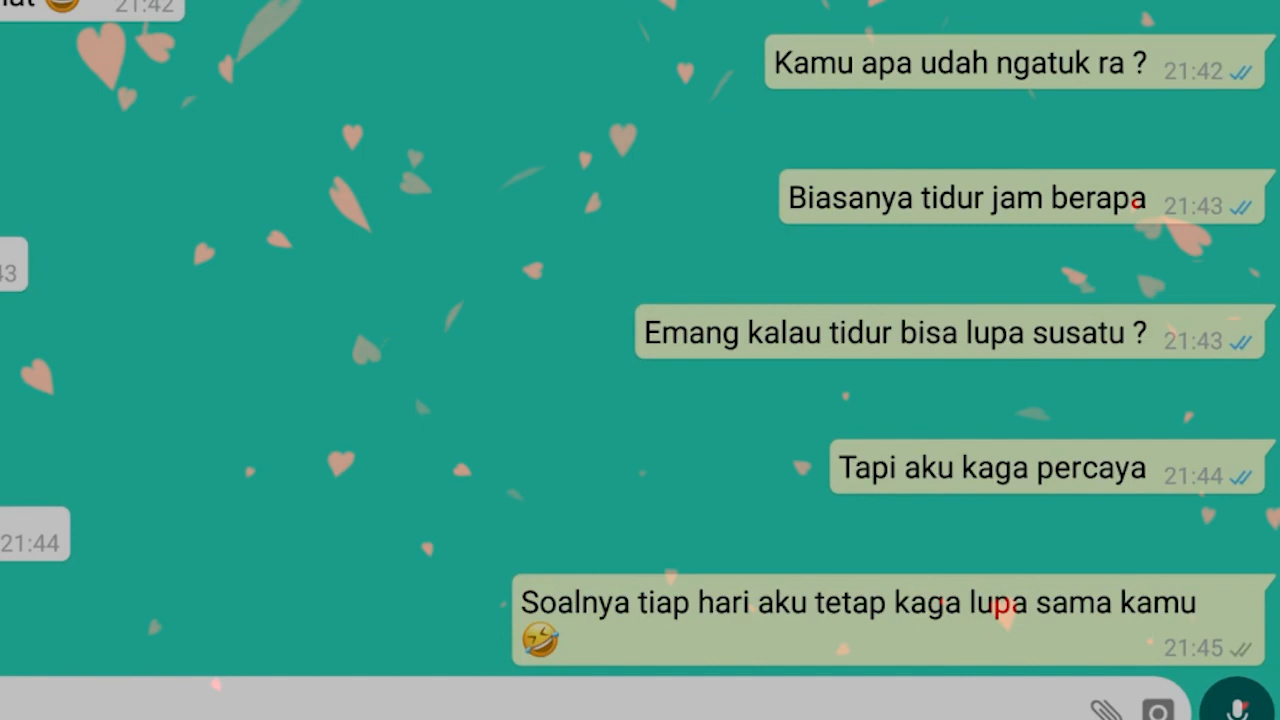 21:42
Kamu apa udah ngatuk ra ? 21:42
Biasanya tidur jam berapa 21:43
43
Emang kalau tidur bisa lupa susatu ? 21:43
Tapi aku kaga percaya 21:44
21:44
Soalnya tiap hari aku tetap kaga lupa sama kamu
🤣 21:45